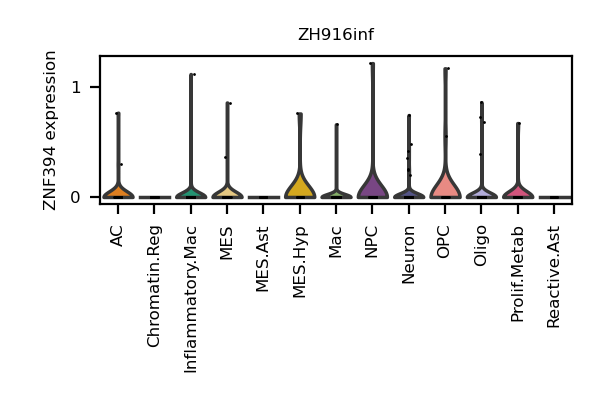 ZH916inf
ZNF394 expression
1
0
AC
Chromatin.Reg
Inflammatory.Mac
MES
MES.Ast
MES.Hyp
Mac
NPC
Neuron
OPC
Oligo
Prolif.Metab
Reactive.Ast